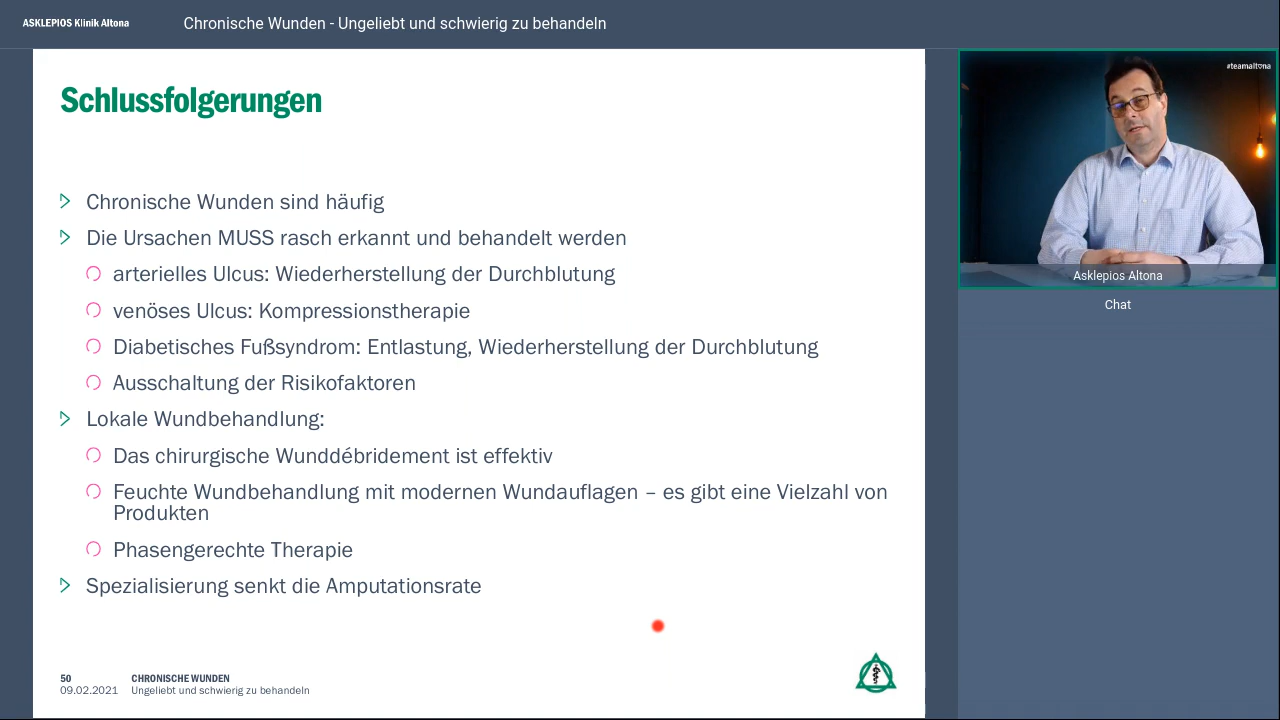 ASKLEPIOS Klinik Altona
Chronische Wunden - Ungeliebt und schwierig zu behandeln
Schlussfolgerungen
Chronische Wunden sind häufig
Die Ursachen MUSS rasch erkannt und behandelt werden
arterielles Ulcus: Wiederherstellung der Durchblutung
venöses Ulcus: Kompressionstherapie
Diabetisches Fußsyndrom: Entlastung, Wiederherstellung der Durchblutung
Ausschaltung der Risikofaktoren
Lokale Wundbehandlung:
Das chirurgische Wunddébridement ist effektiv
Feuchte Wundbehandlung mit modernen Wundauflagen – es gibt eine Vielzahl von
Produkten
Phasengerechte Therapie
Spezialisierung senkt die Amputationsrate
50 CHRONISCHE WUNDEN
09.02.2021 Ungeliebt und schwierig zu behandeln
#teamaltona
Asklepios Altona
Chat